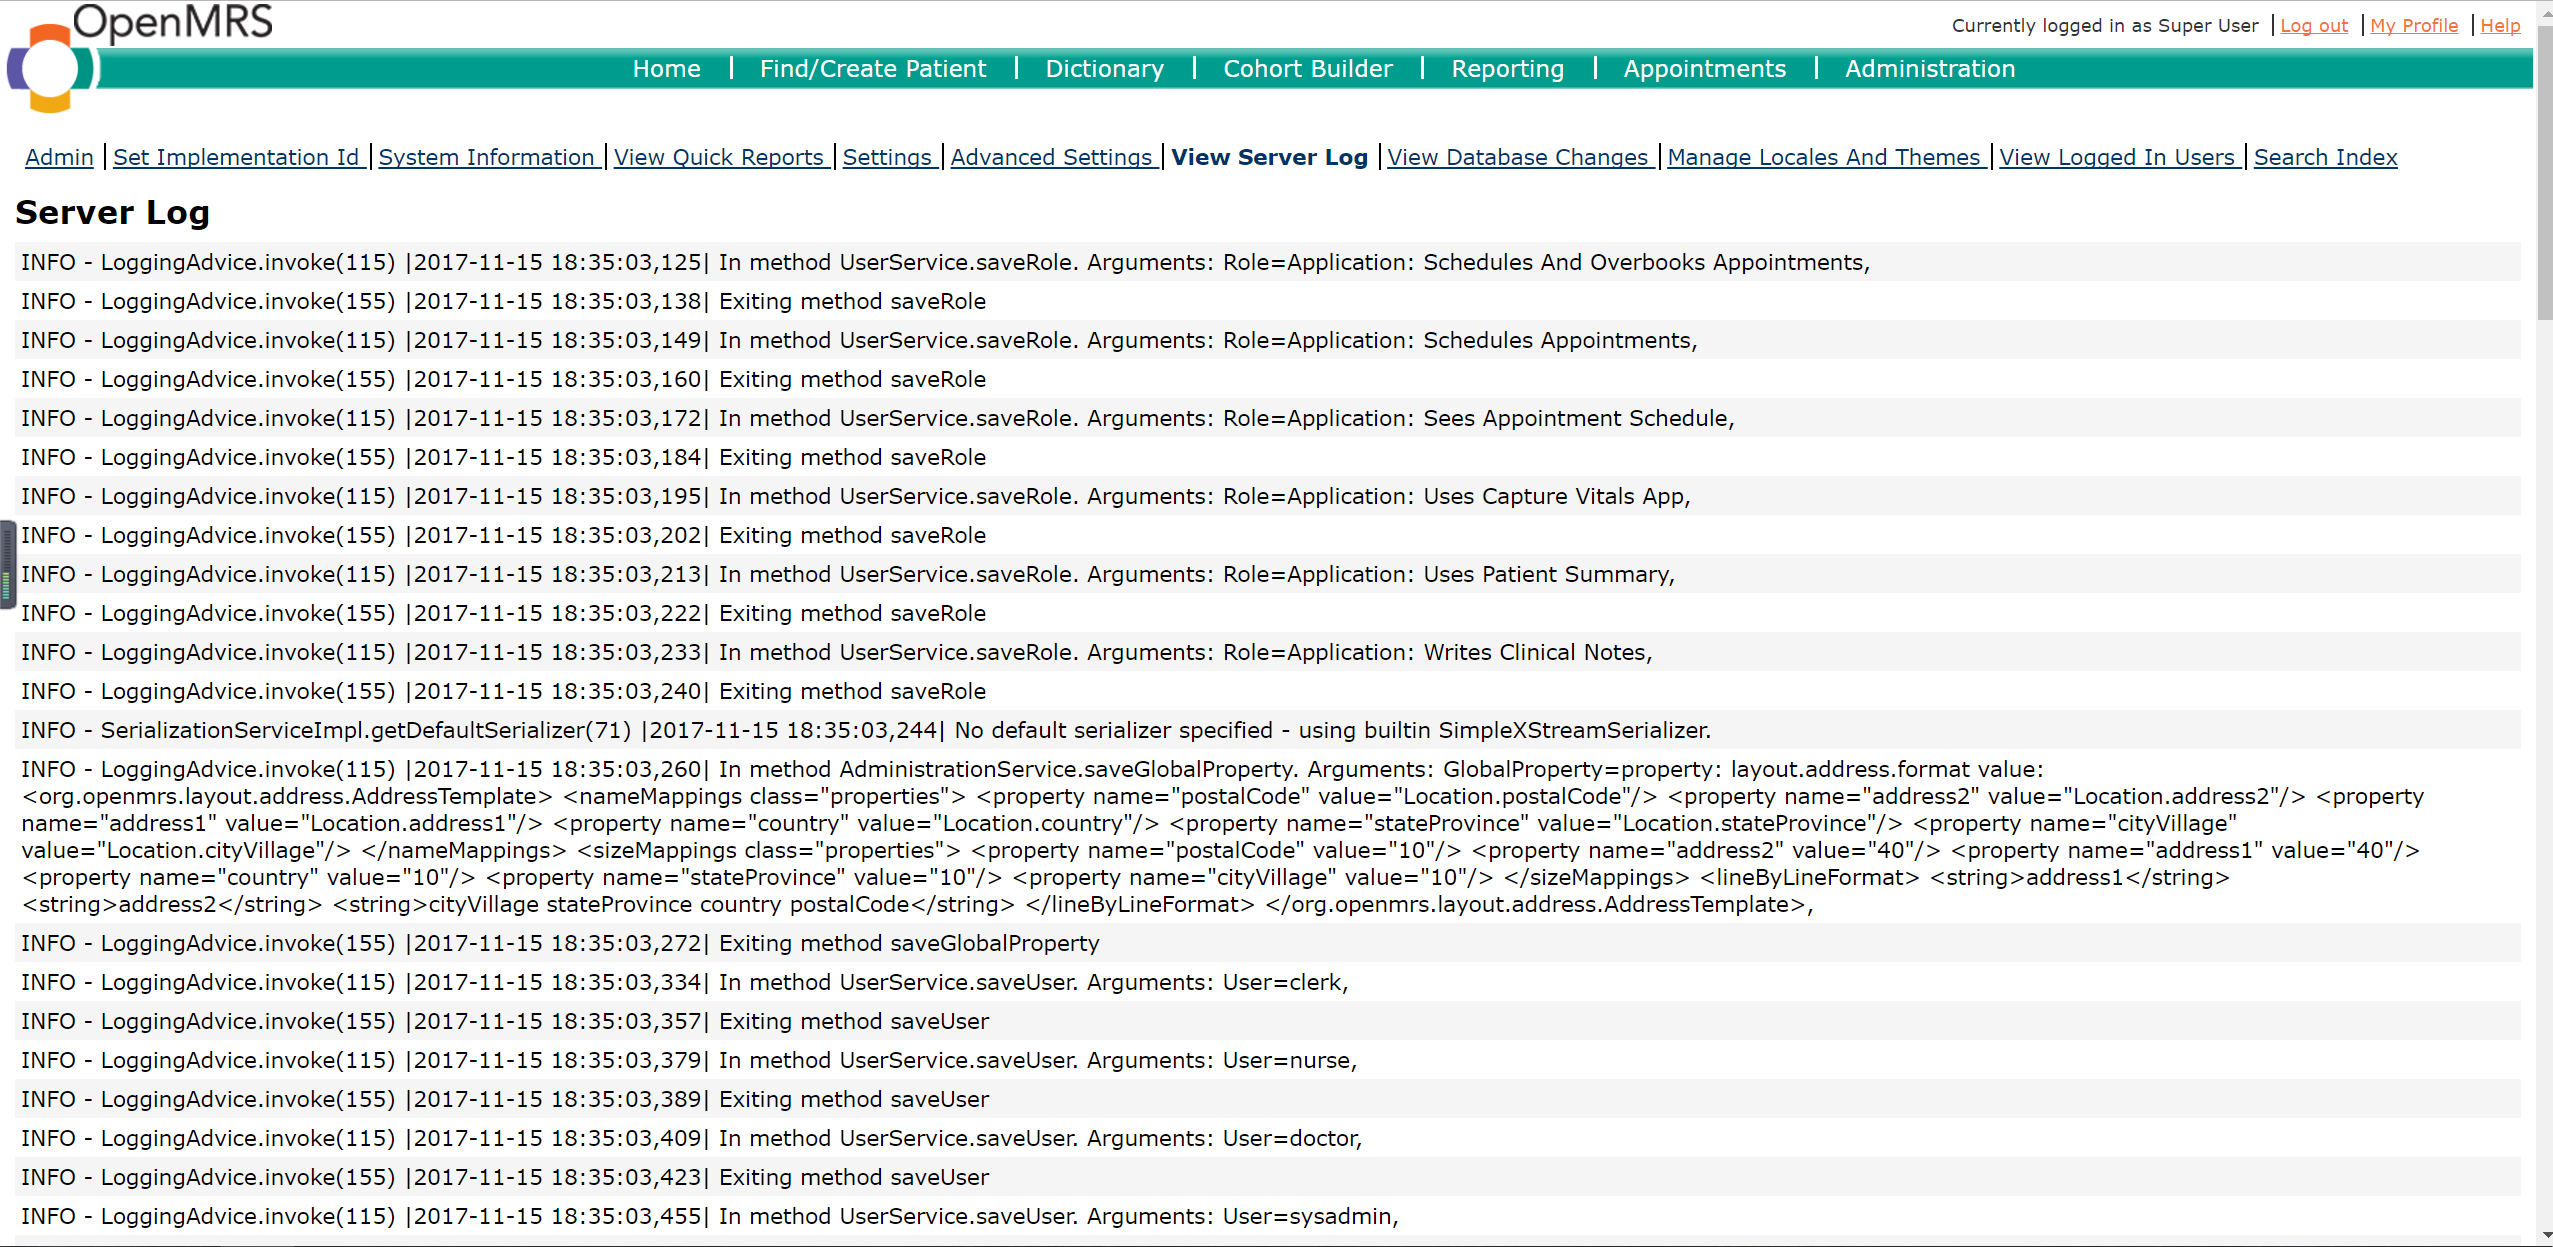 OpenMRS
Currently logged in as Super User | Log out | My Profile | Help
Home | Find/Create Patient | Dictionary | Cohort Builder | Reporting | Appointments | Administration
Admin | Set Implementation Id | System Information | View Quick Reports | Settings | Advanced Settings | View Server Log | View Database Changes | Manage Locales And Themes | View Logged In Users | Search Index
Server Log
INFO - LoggingAdvice.invoke(115) |2017-11-15 18:35:03,125| In method UserService.saveRole. Arguments: Role=Application: Schedules And Overbooks Appointments,
INFO - LoggingAdvice.invoke(155) |2017-11-15 18:35:03,138| Exiting method saveRole
INFO - LoggingAdvice.invoke(115) |2017-11-15 18:35:03,149| In method UserService.saveRole. Arguments: Role=Application: Schedules Appointments,
INFO - LoggingAdvice.invoke(155) |2017-11-15 18:35:03,160| Exiting method saveRole
INFO - LoggingAdvice.invoke(115) |2017-11-15 18:35:03,172| In method UserService.saveRole. Arguments: Role=Application: Sees Appointment Schedule,
INFO - LoggingAdvice.invoke(155) |2017-11-15 18:35:03,184| Exiting method saveRole
INFO - LoggingAdvice.invoke(115) |2017-11-15 18:35:03,195| In method UserService.saveRole. Arguments: Role=Application: Uses Capture Vitals App,
INFO - LoggingAdvice.invoke(155) |2017-11-15 18:35:03,202| Exiting method saveRole
INFO - LoggingAdvice.invoke(115) |2017-11-15 18:35:03,213| In method UserService.saveRole. Arguments: Role=Application: Uses Patient Summary,
INFO - LoggingAdvice.invoke(155) |2017-11-15 18:35:03,222| Exiting method saveRole
INFO - LoggingAdvice.invoke(115) |2017-11-15 18:35:03,233| In method UserService.saveRole. Arguments: Role=Application: Writes Clinical Notes,
INFO - LoggingAdvice.invoke(155) |2017-11-15 18:35:03,240| Exiting method saveRole
INFO - SerializationServiceImpl.getDefaultSerializer(71) |2017-11-15 18:35:03,244| No default serializer specified - using builtin SimpleXStreamSerializer.
INFO - LoggingAdvice.invoke(115) |2017-11-15 18:35:03,260| In method AdministrationService.saveGlobalProperty. Arguments: GlobalProperty=property: layout.address.format value:
<org.openmrs.layout.address.AddressTemplate> <nameMappings class="properties"> <property name="postalCode" value="Location.postalCode"/> <property name="address2" value="Location.address2"/> <property
name="address1" value="Location.address1"/> <property name="country" value="Location.country"/> <property name="stateProvince" value="Location.stateProvince"/> <property name="cityVillage"
value="Location.cityVillage"/> </nameMappings> <sizeMappings class="properties"> <property name="postalCode" value="10"/> <property name="address2" value="40"/> <property name="address1" value="40"/>
<property name="country" value="10"/> <property name="stateProvince" value="10"/> <property name="cityVillage" value="10"/> </sizeMappings> <lineByLineFormat> <string>address1</string>
<string>address2</string> <string>cityVillage stateProvince country postalCode</string> </lineByLineFormat> </org.openmrs.layout.address.AddressTemplate>,
INFO - LoggingAdvice.invoke(155) |2017-11-15 18:35:03,272| Exiting method saveGlobalProperty
INFO - LoggingAdvice.invoke(115) |2017-11-15 18:35:03,334| In method UserService.saveUser. Arguments: User=clerk,
INFO - LoggingAdvice.invoke(155) |2017-11-15 18:35:03,357| Exiting method saveUser
INFO - LoggingAdvice.invoke(115) |2017-11-15 18:35:03,379| In method UserService.saveUser. Arguments: User=nurse,
INFO - LoggingAdvice.invoke(155) |2017-11-15 18:35:03,389| Exiting method saveUser
INFO - LoggingAdvice.invoke(115) |2017-11-15 18:35:03,409| In method UserService.saveUser. Arguments: User=doctor,
INFO - LoggingAdvice.invoke(155) |2017-11-15 18:35:03,423| Exiting method saveUser
INFO - LoggingAdvice.invoke(115) |2017-11-15 18:35:03,455| In method UserService.saveUser. Arguments: User=sysadmin,